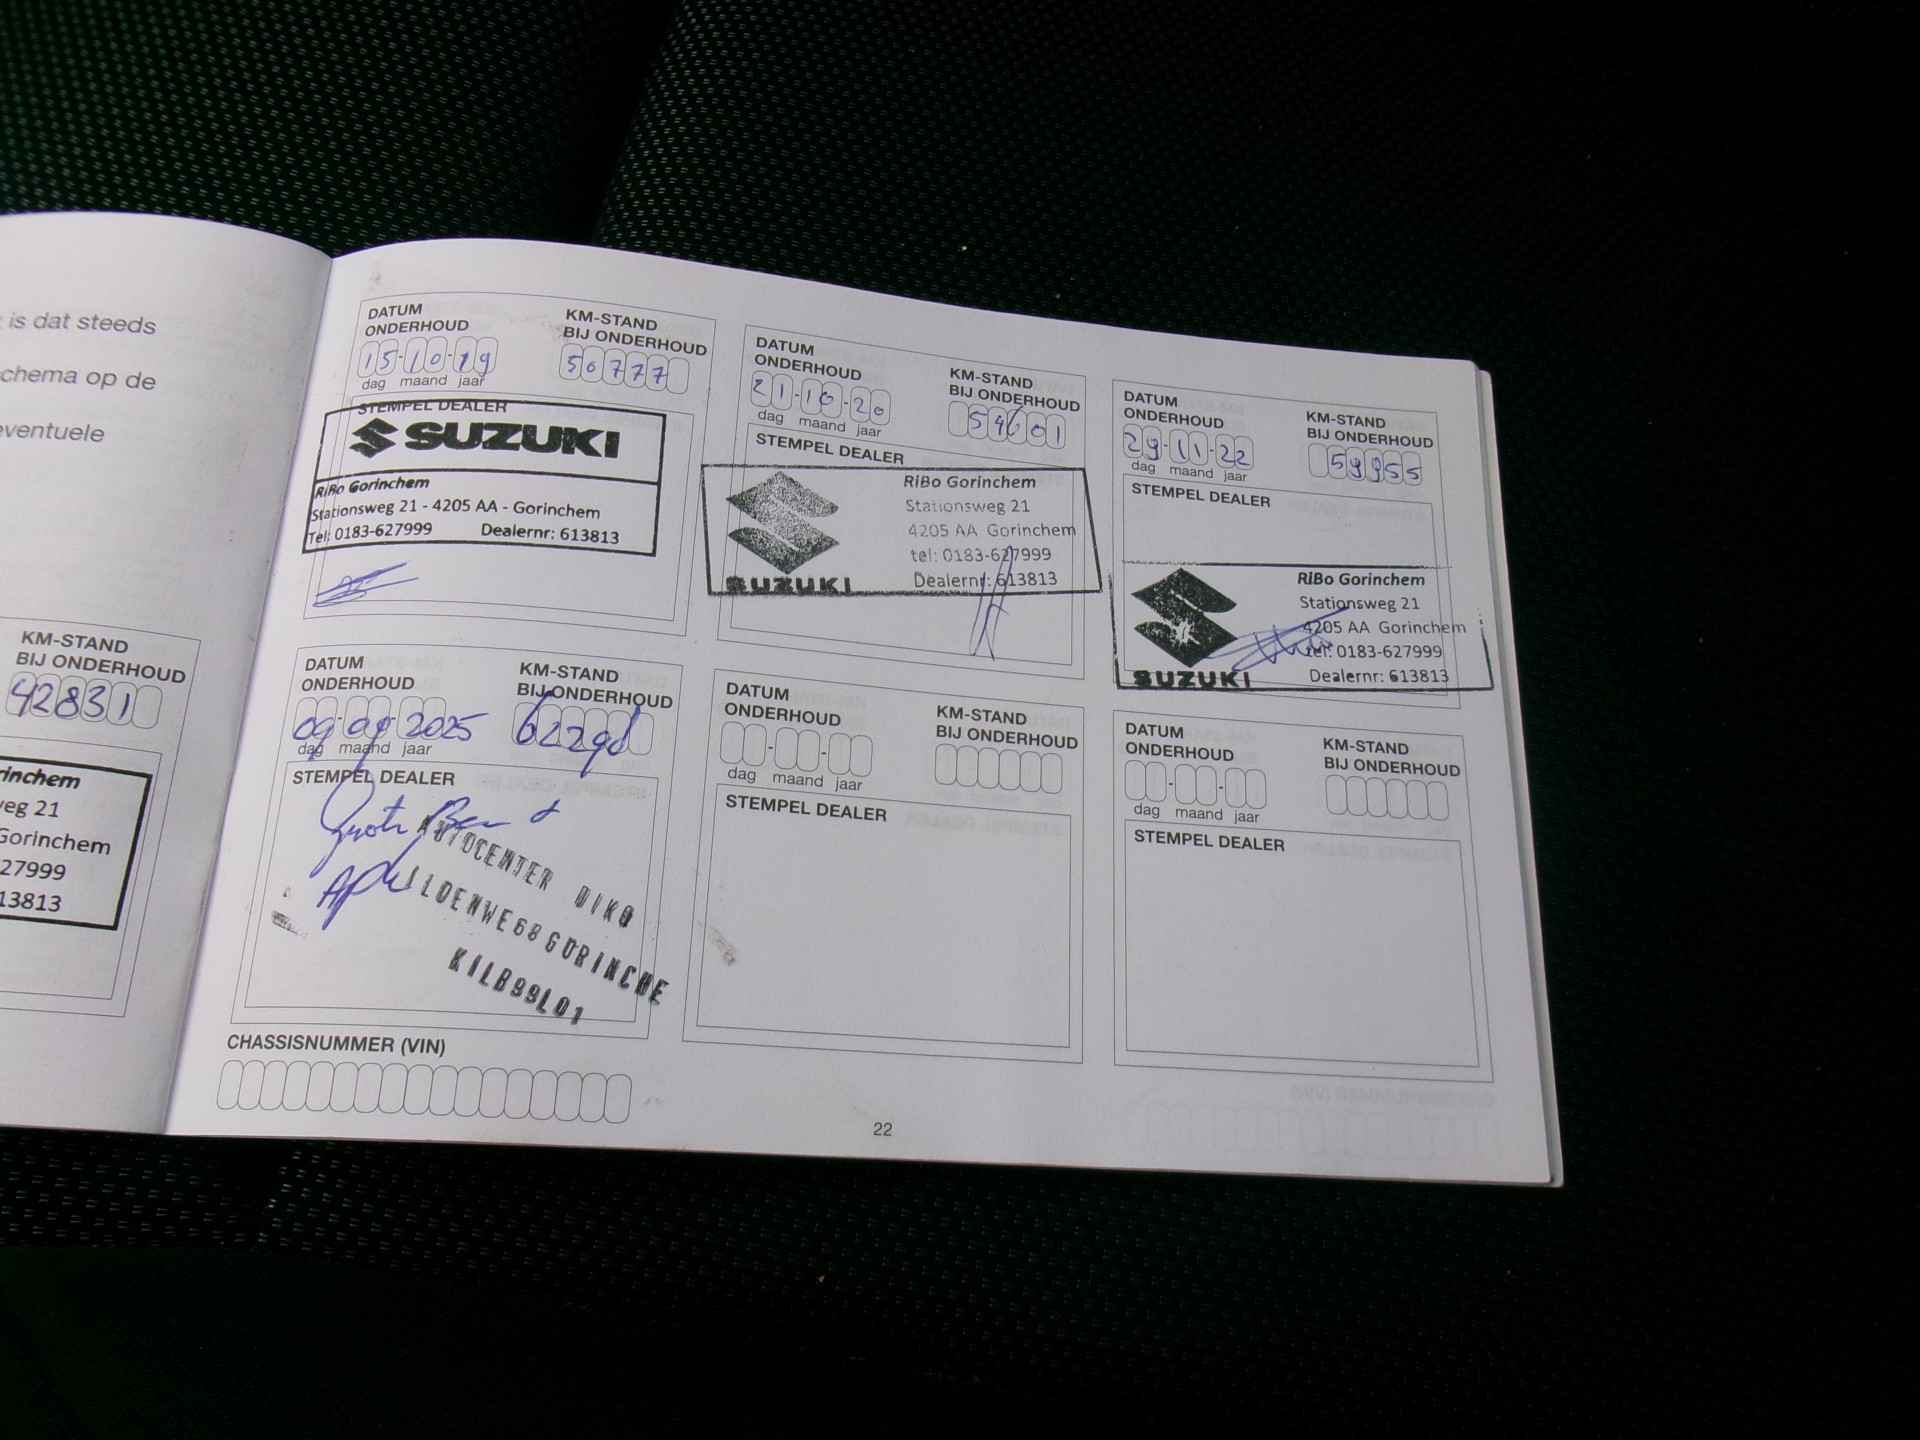 is dat steeds
chema op de
eventuele
KM-STAND
BIJ ONDERHOUD
42831
rinchem
eg 21
Gorinchem
27999
13813
DATUM
ONDERHOUD
KM-STAND
BIJ ONDERHOUD
15-10-19
50777
dag maand jaar
STEMPEL DEALER
SUZUKI
RiBo Gorinchem
Stationsweg 21 - 4205 AA - Gorinchem
Tel: 0183-627999 Dealernr: 613813
DATUM
ONDERHOUD
KM-STAND
BIJ ONDERHOUD
21-10-20
54601
dag maand jaar
STEMPEL DEALER
RiBo Gorinchem
Stationsweg 21
4205 AA Gorinchem
tel: 0183-627999
Dealernr: 613813
SUZUKI
DATUM
ONDERHOUD
KM-STAND
BIJ ONDERHOUD
29-11-22
59955
dag maand jaar
STEMPEL DEALER
RiBo Gorinchem
Stationsweg 21
4205 AA Gorinchem
tel: 0183-627999
Dealernr: 613813
SUZUKI
DATUM
ONDERHOUD
KM-STAND
BIJ ONDERHOUD
09 09 2025
dag maand jaar
STEMPEL DEALER
Grote Beurt
APK
AUTOCENTER DIKO
GORINCHE
KILB99L01
DATUM
ONDERHOUD
KM-STAND
BIJ ONDERHOUD
dag maand jaar
STEMPEL DEALER
DATUM
ONDERHOUD
KM-STAND
BIJ ONDERHOUD
dag maand jaar
STEMPEL DEALER
CHASSISNUMMER (VIN)
22